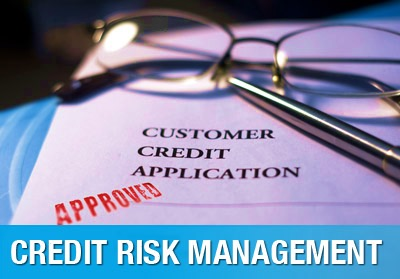 CUSTOMER
CREDIT
APPLICATION
APPROVED
CREDIT RISK MANAGEMENT